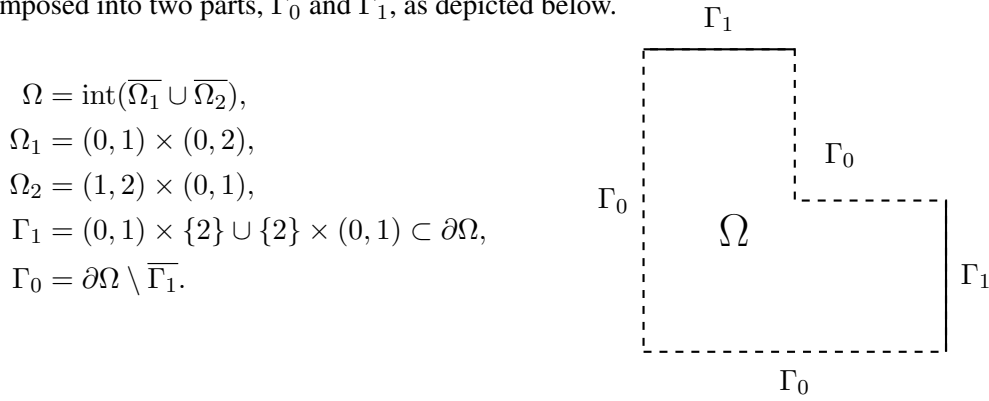 mposed into two parts, Γ₀ and Γ₁, as depicted below.
Ω = int(Ω̅₁̅ ∪ Ω̅₂̅),
Ω₁ = (0, 1) × (0, 2),
Ω₂ = (1, 2) × (0, 1),
Γ₁ = (0, 1) × {2} ∪ {2} × (0, 1) ⊂ ∂Ω,
Γ₀ = ∂Ω \ Γ̅₁̅.
Γ₁
Γ₀
Γ₀
Ω
Γ₁
Γ₀